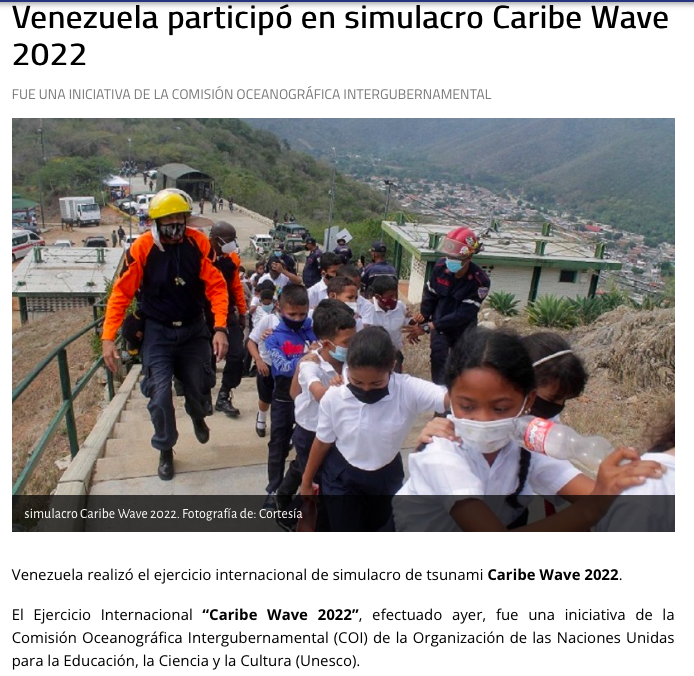 Venezuela participó en simulacro Caribe Wave
2022
FUE UNA INICIATIVA DE LA COMISIÓN OCEANOGRÁFICA INTERGUBERNAMENTAL
simulacro Caribe Wave 2022. Fotografía de: Cortesía
Venezuela realizó el ejercicio internacional de simulacro de tsunami Caribe Wave 2022.
El Ejercicio Internacional “Caribe Wave 2022”, efectuado ayer, fue una iniciativa de la
Comisión Oceanográfica Intergubernamental (COI) de la Organización de las Naciones Unidas
para la Educación, la Ciencia y la Cultura (Unesco).